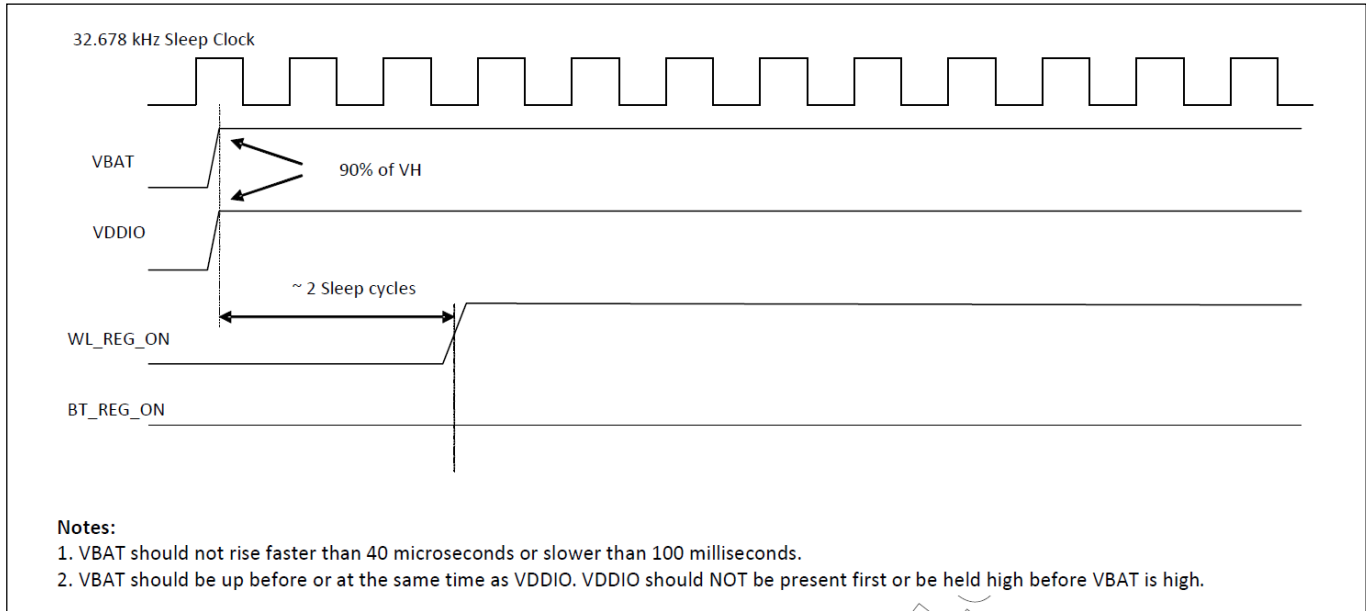 32.678 kHz Sleep Clock
VBAT
90% of VH
VDDIO
~ 2 Sleep cycles
WL_REG_ON
BT_REG_ON
Notes:
1. VBAT should not rise faster than 40 microseconds or slower than 100 milliseconds.
2. VBAT should be up before or at the same time as VDDIO. VDDIO should NOT be present first or be held high before VBAT is high.